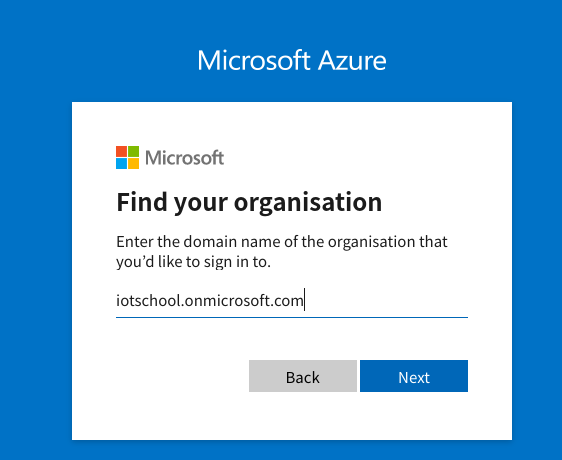 Microsoft Azure
Microsoft
Find your organisation
Enter the domain name of the organisation that
you'd like to sign in to.
iotschool.onmicrosoft.com
Back
Next